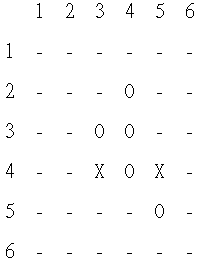 1 2 3 4 5 6
1 - - - - - -
2 - - - O - -
3 - - O O - -
4 - - X O X -
5 - - - - O -
6 - - - - - -